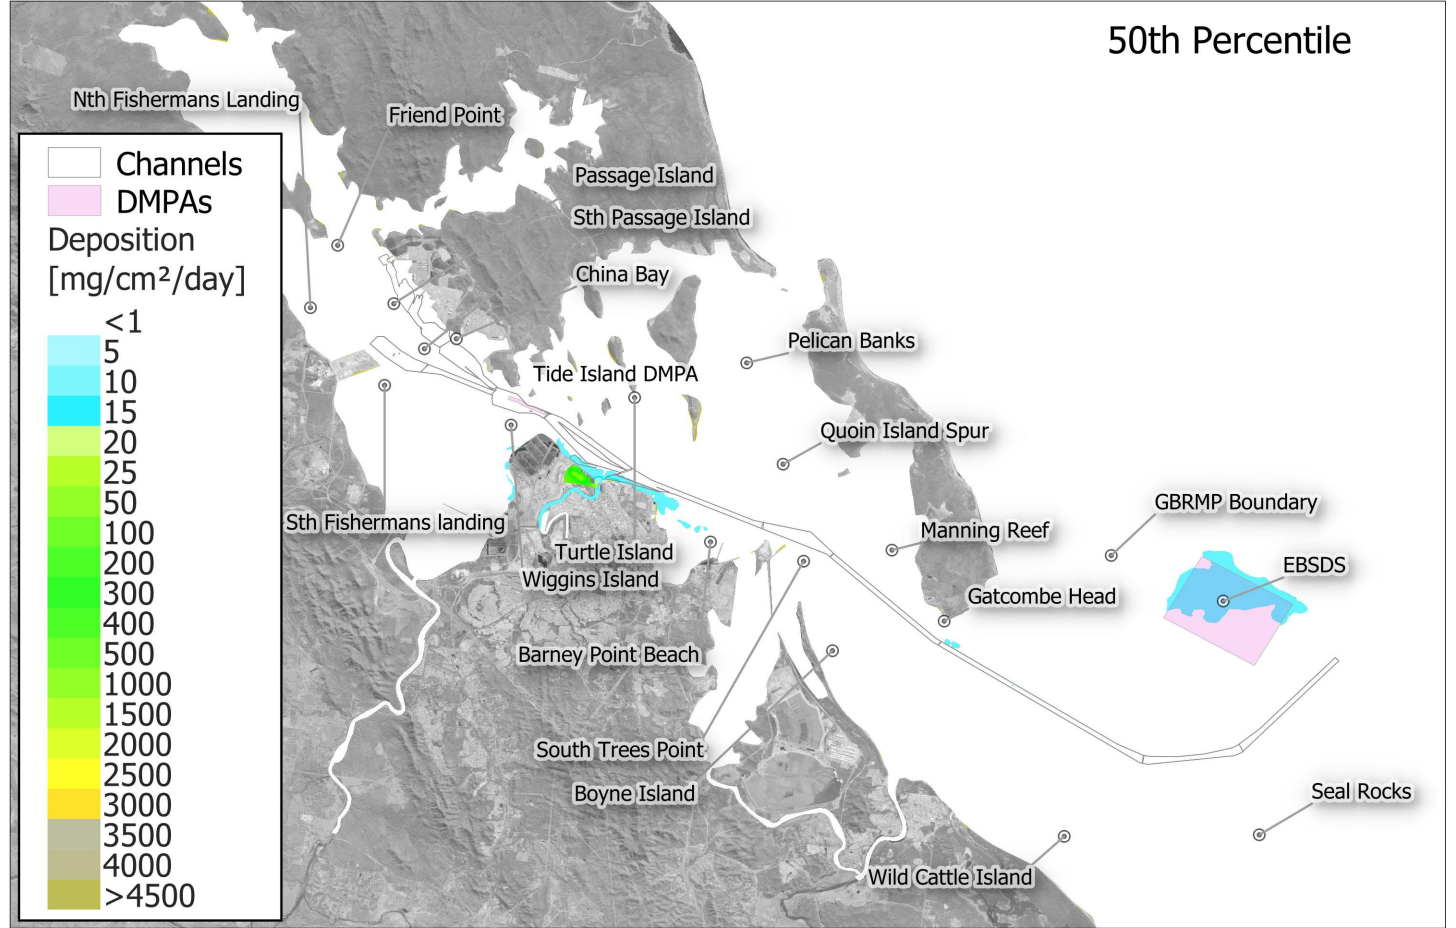 50th Percentile
Nth Fishermans Landing
Friend Point
Passage Island
Sth Passage Island
China Bay
Pelican Banks
Tide Island DMPA
Quoin Island Spur
GBRMP Boundary
Sth Fishermans landing
Manning Reef
Turtle Island
EBSDS
Wiggins Island
Gatcombe Head
Barney Point Beach
South Trees Point
Boyne Island
Seal Rocks
Wild Cattle Island
Channels
DMPAs
Deposition
[mg/cm²/day]
<1
5
10
15
20
25
50
100
200
300
400
500
1000
1500
2000
2500
3000
3500
4000
>4500